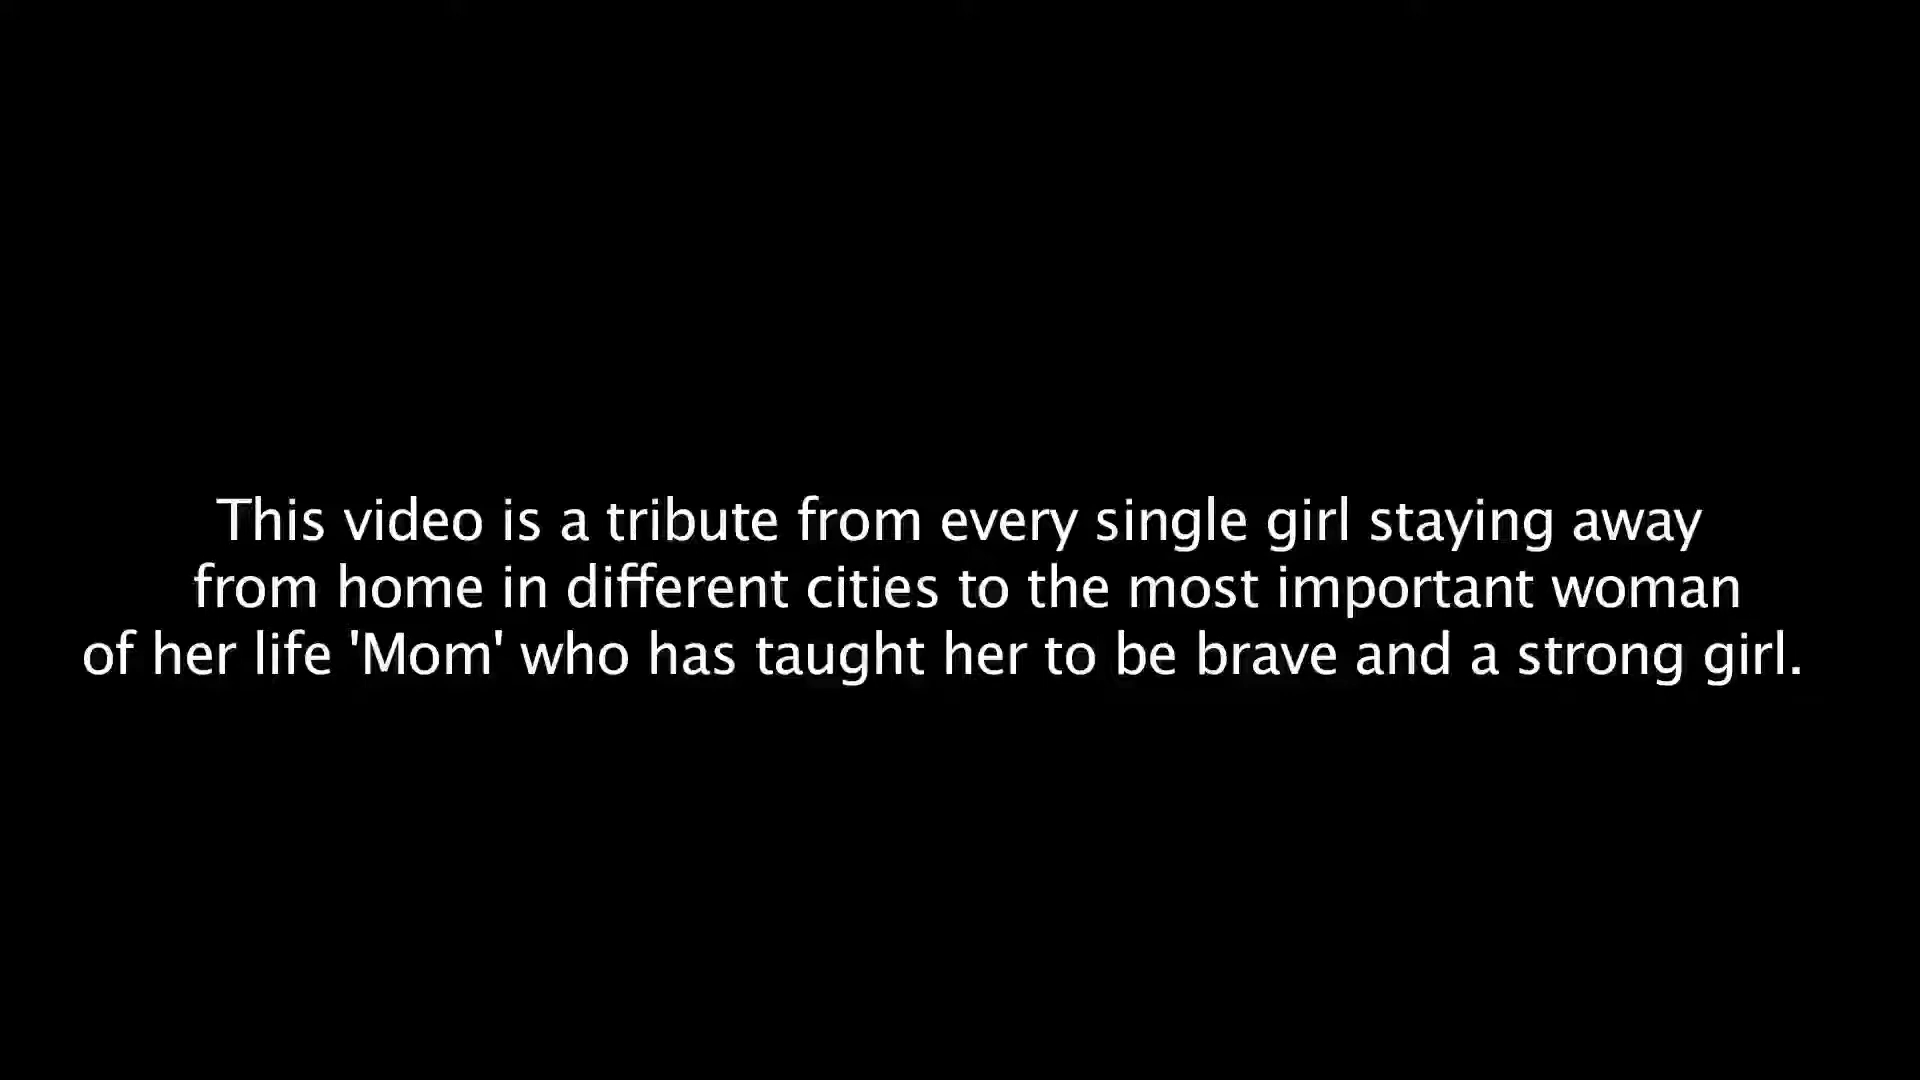 This video is a tribute from every single girl staying away
from home in different cities to the most important woman
of her life 'Mom' who has taught her to be brave and a strong girl.